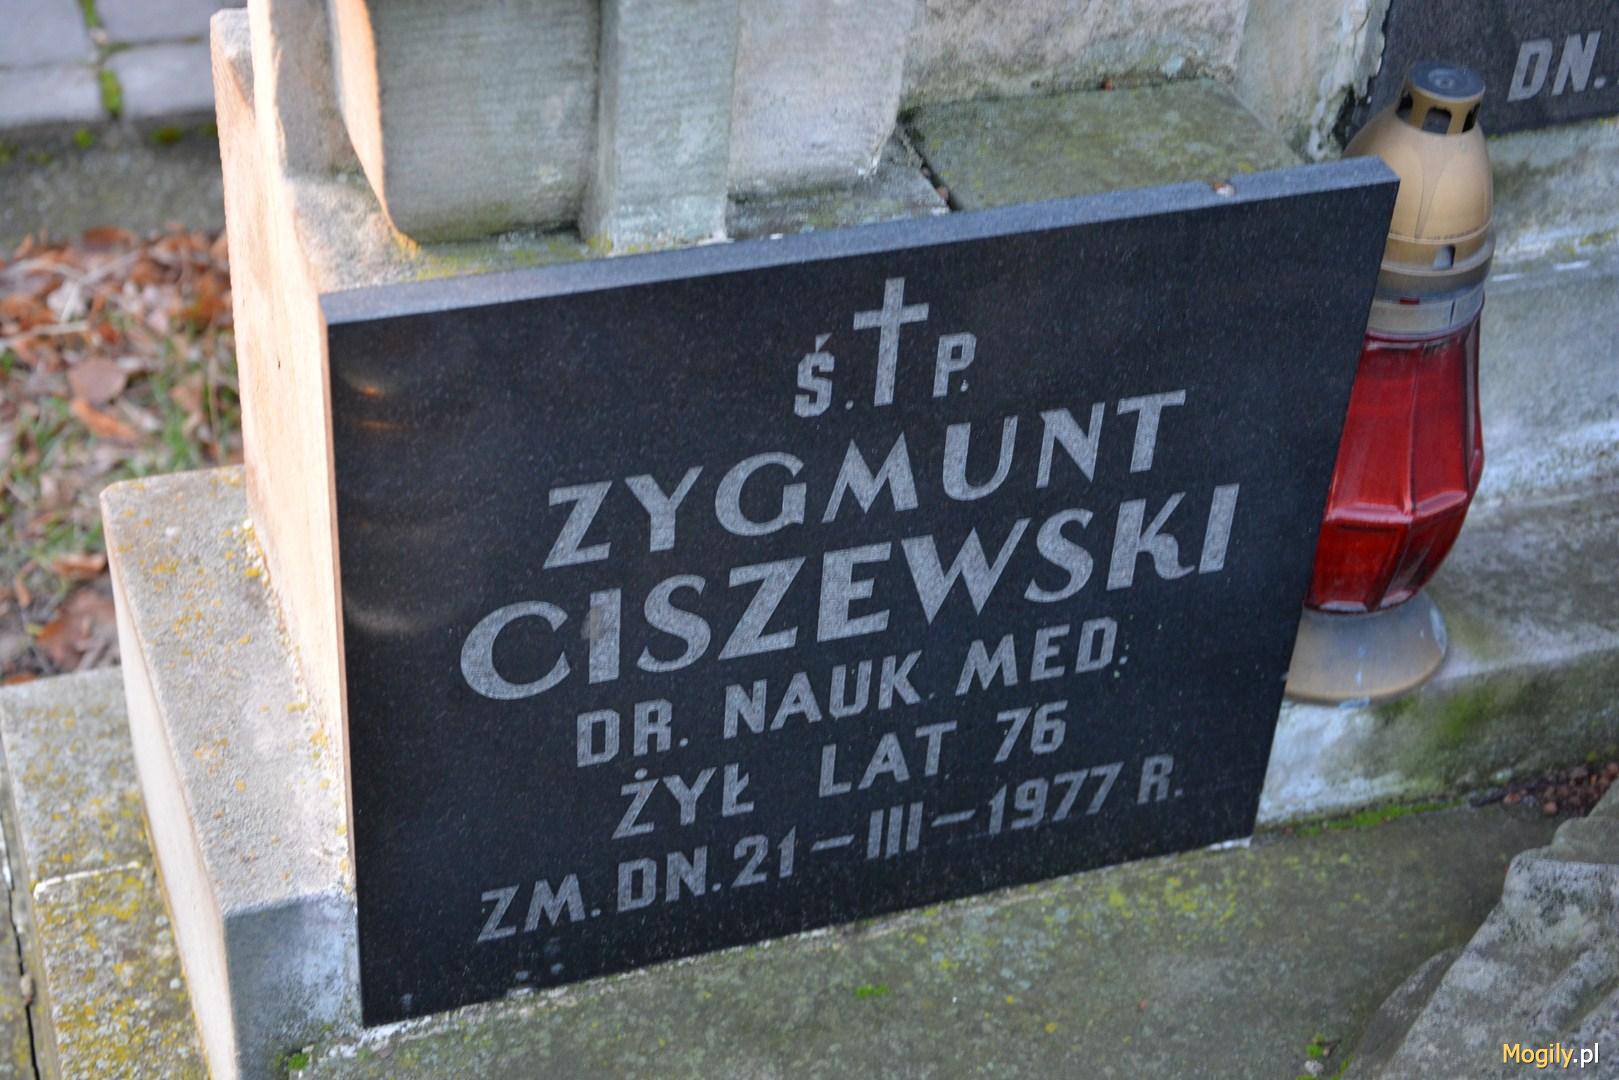 DN.
Ś. P.
ZYGMUNT
CISZEWSKI
DR. NAUK MED.
ŻYŁ LAT 76
ZM. DN. 21-III-1977 R.
Mogily.pl